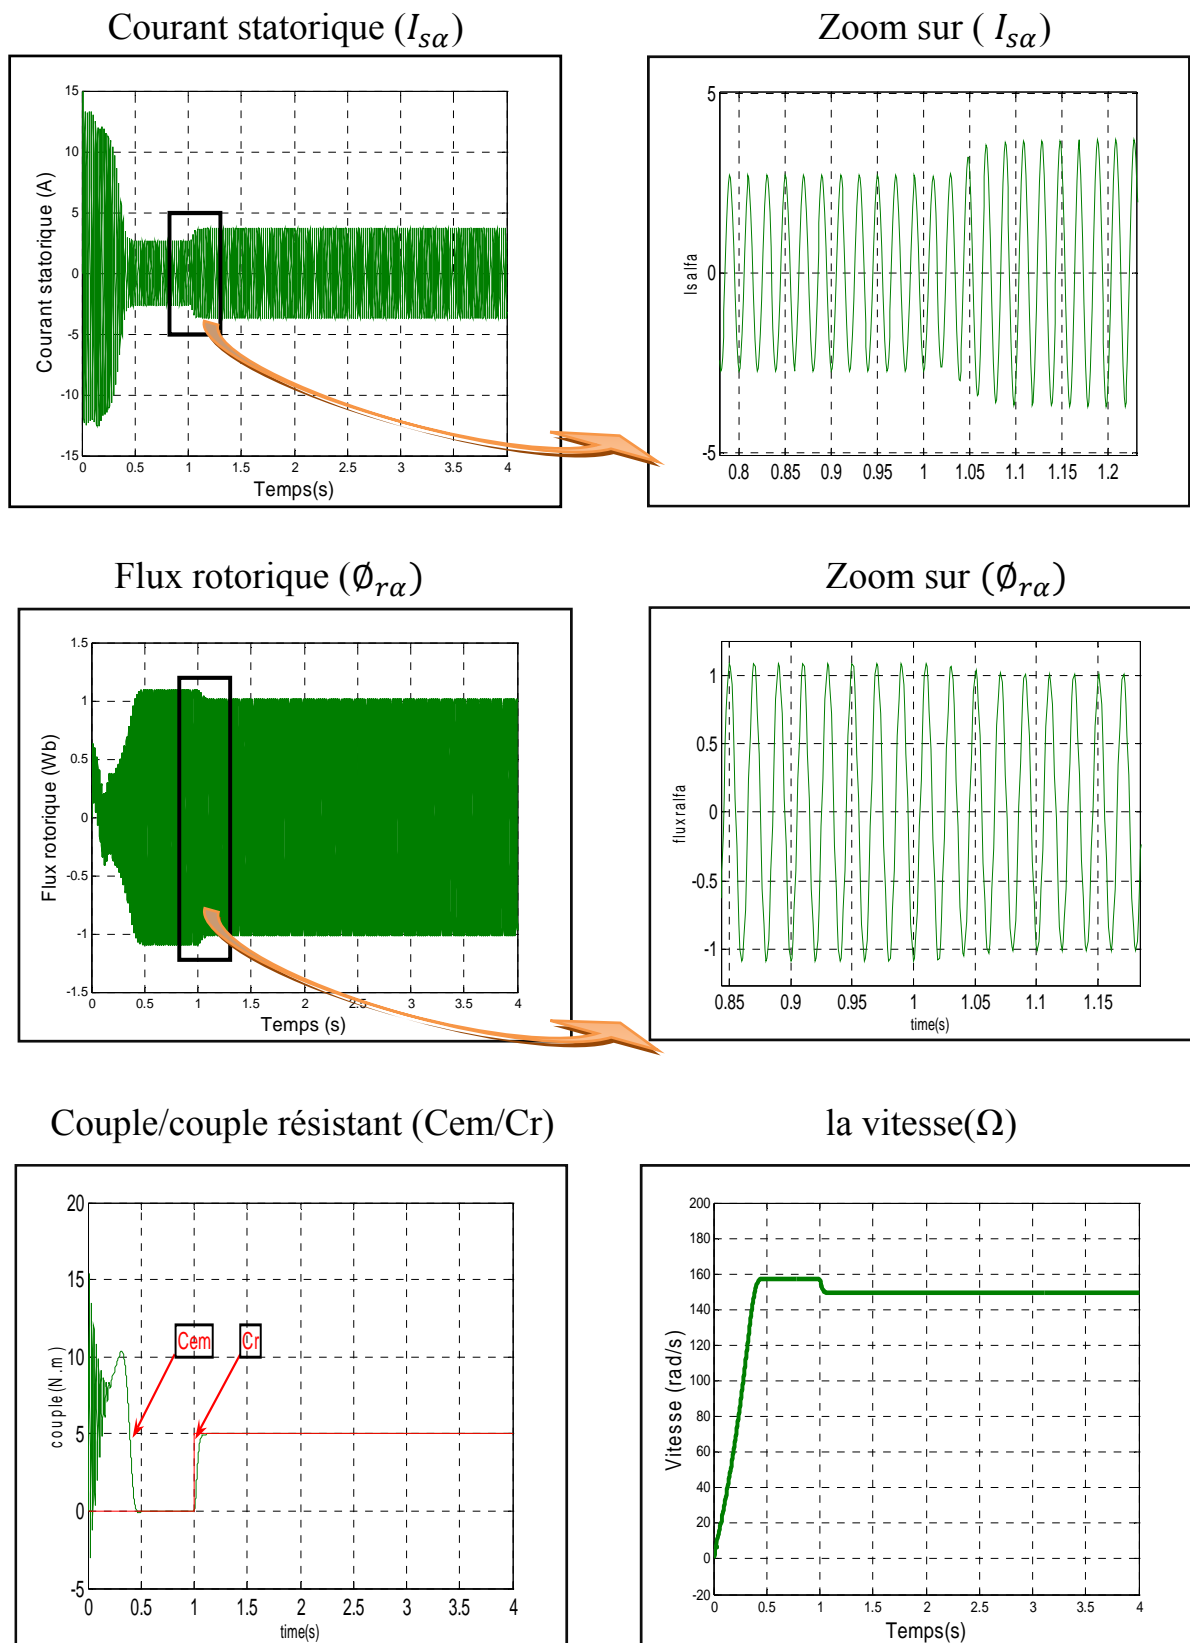 Courant statorique (Isα)
Zoom sur ( Isα)
15
10
5
0
-5
-10
-15
0 0.5 1 1.5 2 2.5 3 3.5 4
Temps(s)
Courant statorique (A)
5
0
-5
0.8 0.85 0.9 0.95 1 1.05 1.1 1.15 1.2
Is alfa
Flux rotorique (∅rα)
Zoom sur (∅rα)
1.5
1
0.5
0
-0.5
-1
-1.5
0 0.5 1 1.5 2 2.5 3 3.5 4
Temps (s)
Flux rotorique (Wb)
1
0.5
0
-0.5
-1
0.85 0.9 0.95 1 1.05 1.1 1.15
time(s)
flux r alfa
Couple/couple résistant (Cem/Cr)
la vitesse(Ω)
20
15
10
5
0
-5
0 0.5 1 1.5 2 2.5 3 3.5 4
time(s)
couple(N.m)
Cem
Cr
200
180
160
140
120
100
80
60
40
20
0
-20
0 0.5 1 1.5 2 2.5 3 3.5 4
Temps(s)
Vitesse (rad/s)